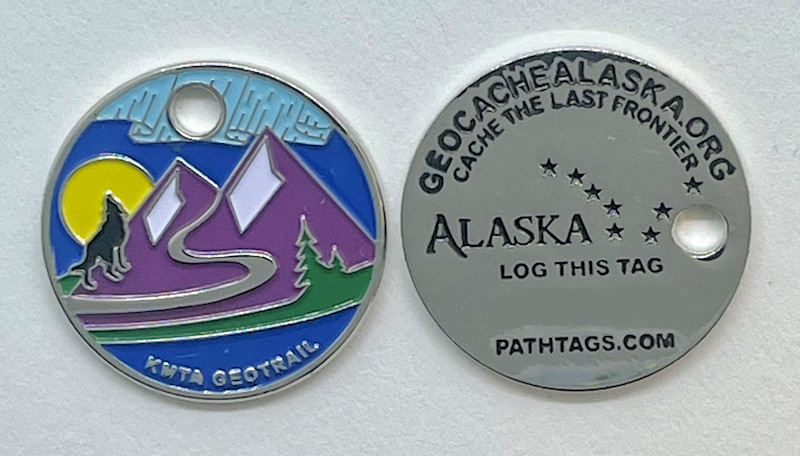 KMTA GEOTRAIL
GEOCACHEALASKA.ORG
CACHE THE LAST FRONTIER
ALASKA
LOG THIS TAG
PATHTAGS.COM